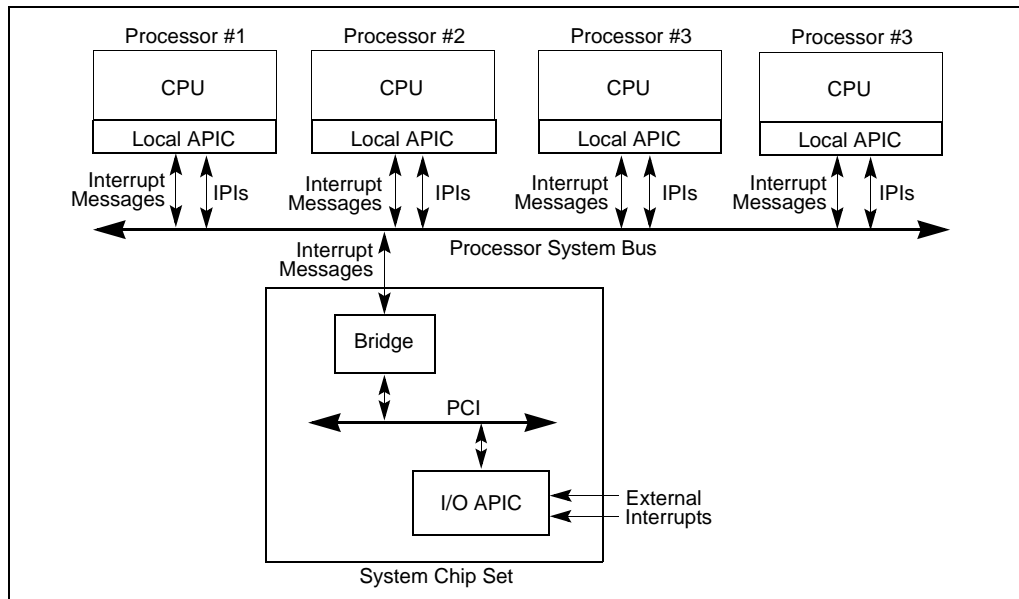 Processor #1
Processor #2
Processor #3
Processor #3
CPU
CPU
CPU
CPU
Local APIC
Local APIC
Local APIC
Local APIC
Interrupt
Messages
IPIs
Interrupt
Messages
IPIs
Interrupt
Messages
IPIs
Interrupt
Messages
IPIs
Processor System Bus
Interrupt
Messages
Bridge
PCI
I/O APIC
External
Interrupts
System Chip Set